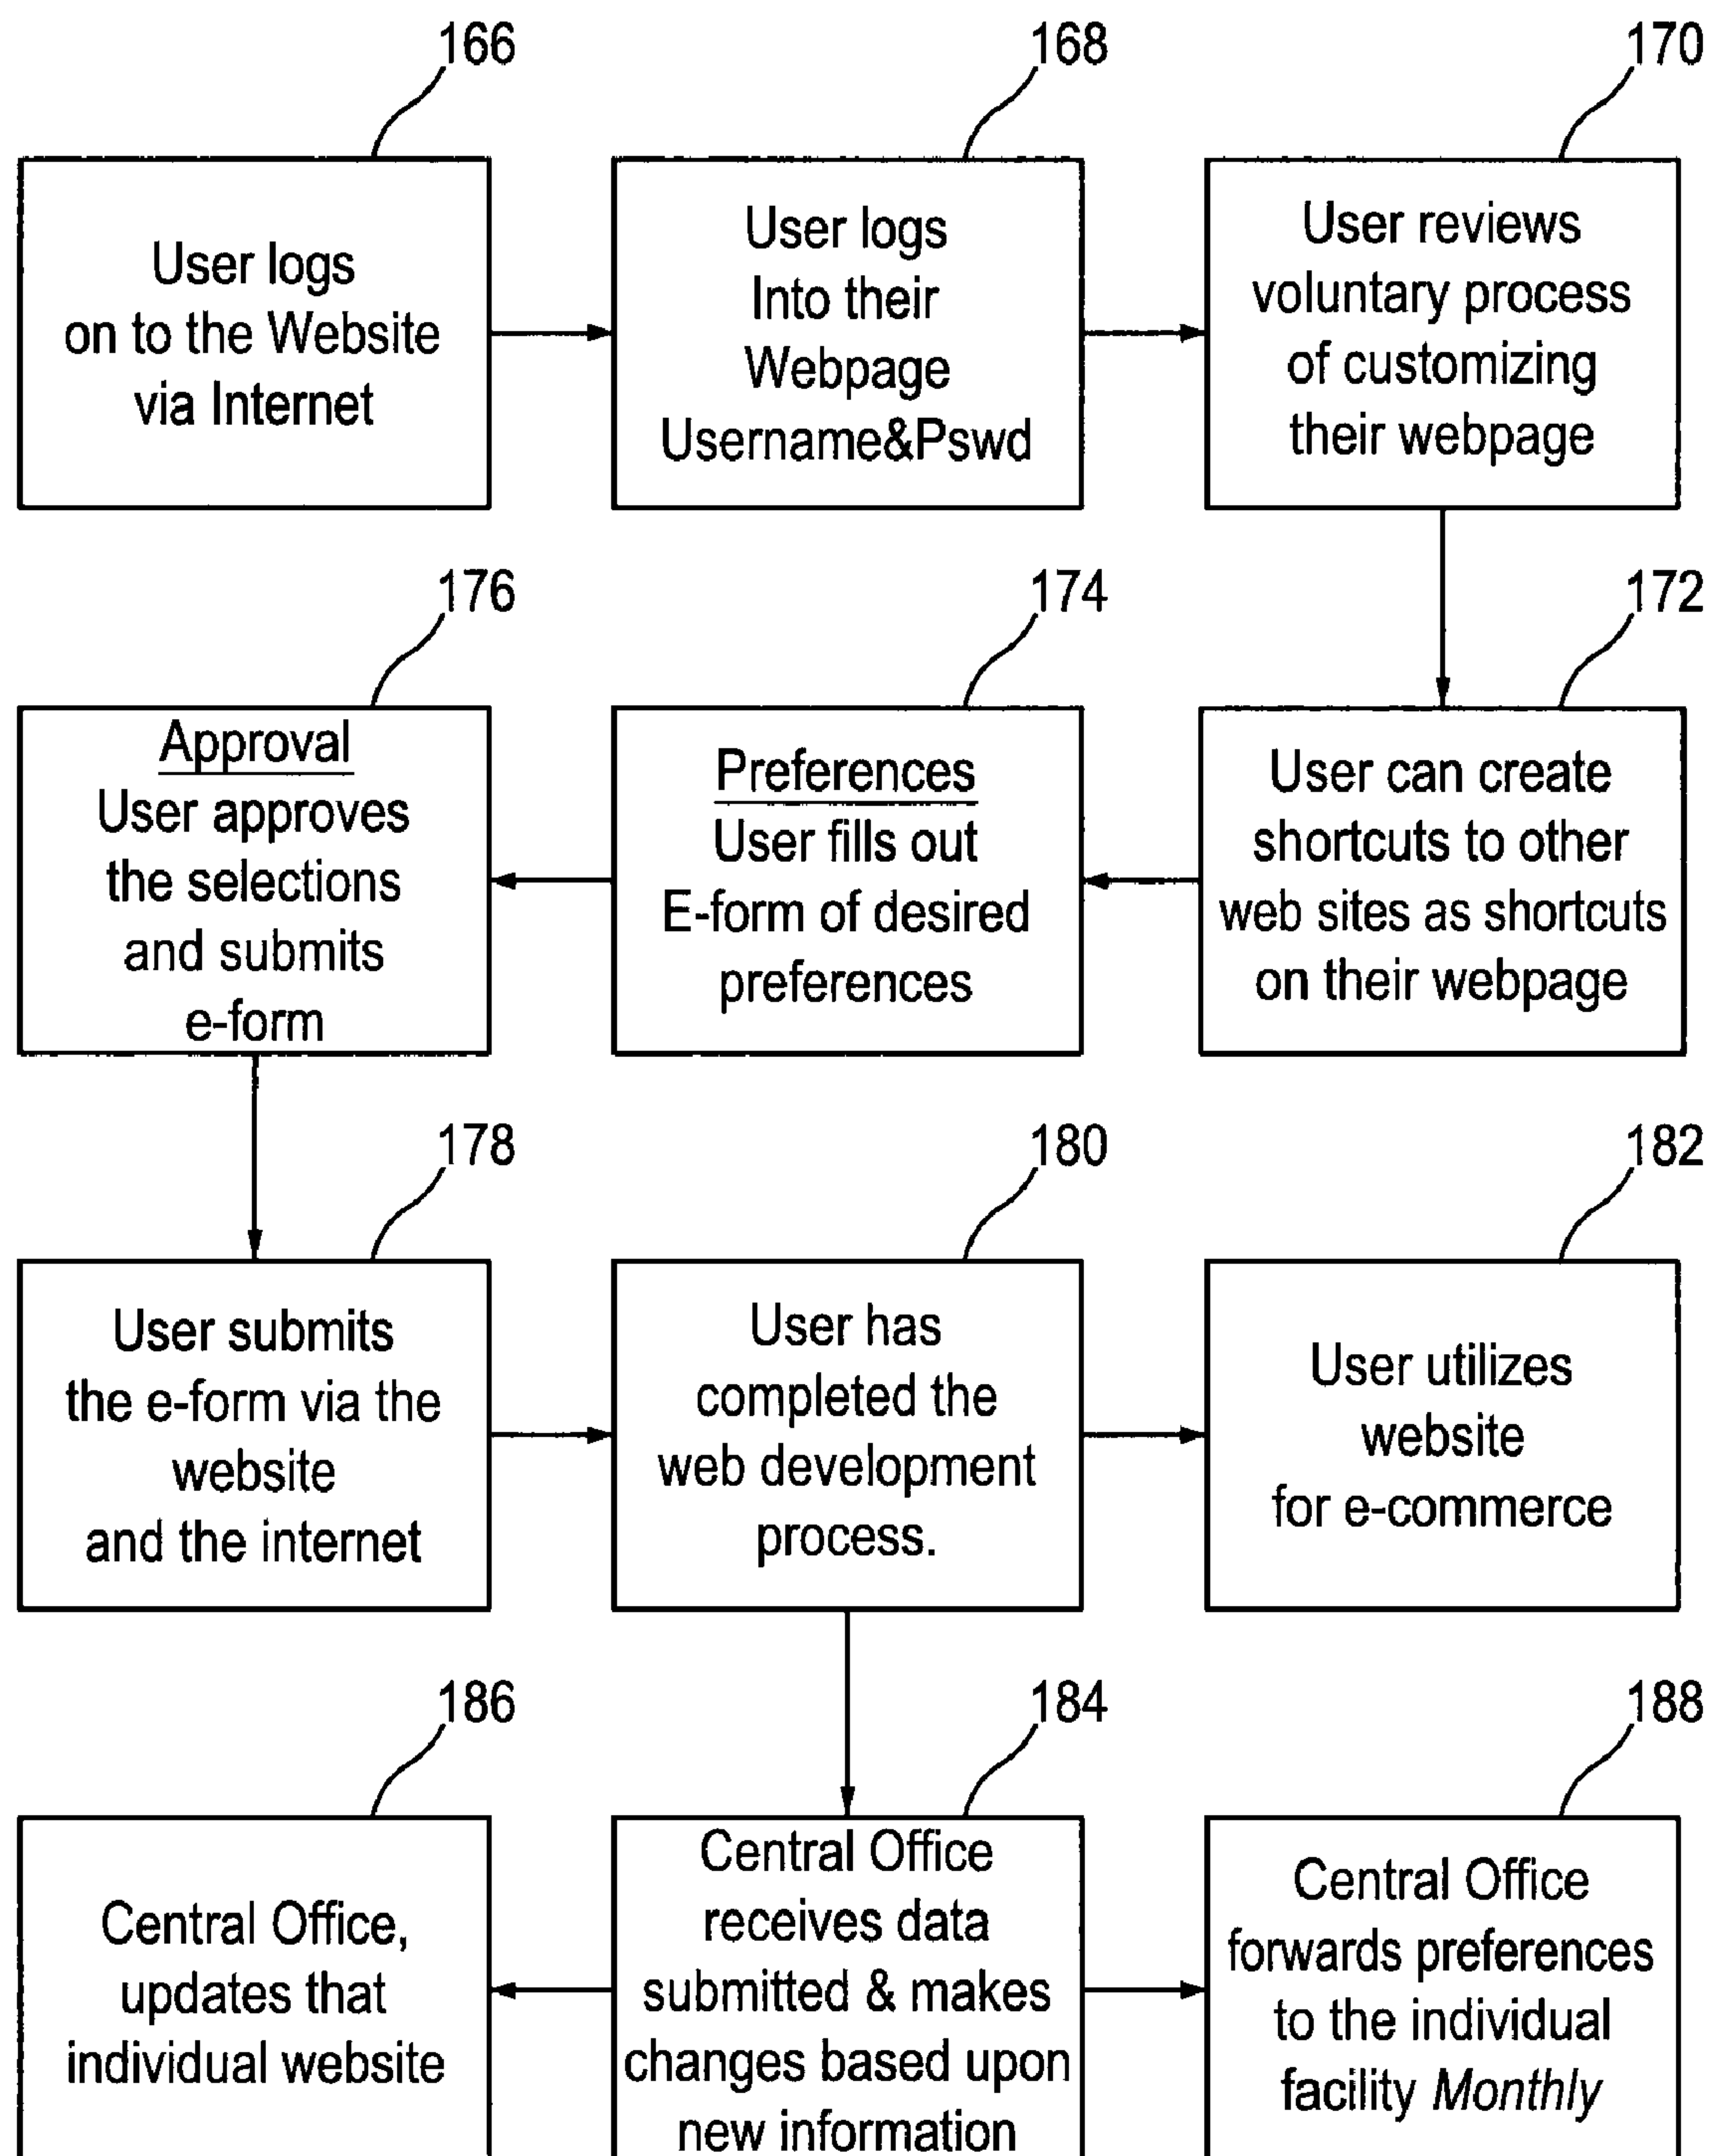 166
User logs
on to the Website
via Internet
168
User logs
Into their
Webpage
Username&Pswd
170
User reviews
voluntary process
of customizing
their webpage
176
Approval
User approves
the selections
and submits
e-form
174
Preferences
User fills out
E-form of desired
preferences
172
User can create
shortcuts to other
web sites as shortcuts
on their webpage
178
User submits
the e-form via the
website
and the internet
180
User has
completed the
web development
process.
182
User utilizes
website
for e-commerce
186
Central Office,
updates that
individual website
184
Central Office
receives data
submitted & makes
changes based upon
new information
188
Central Office
forwards preferences
to the individual
facility Monthly